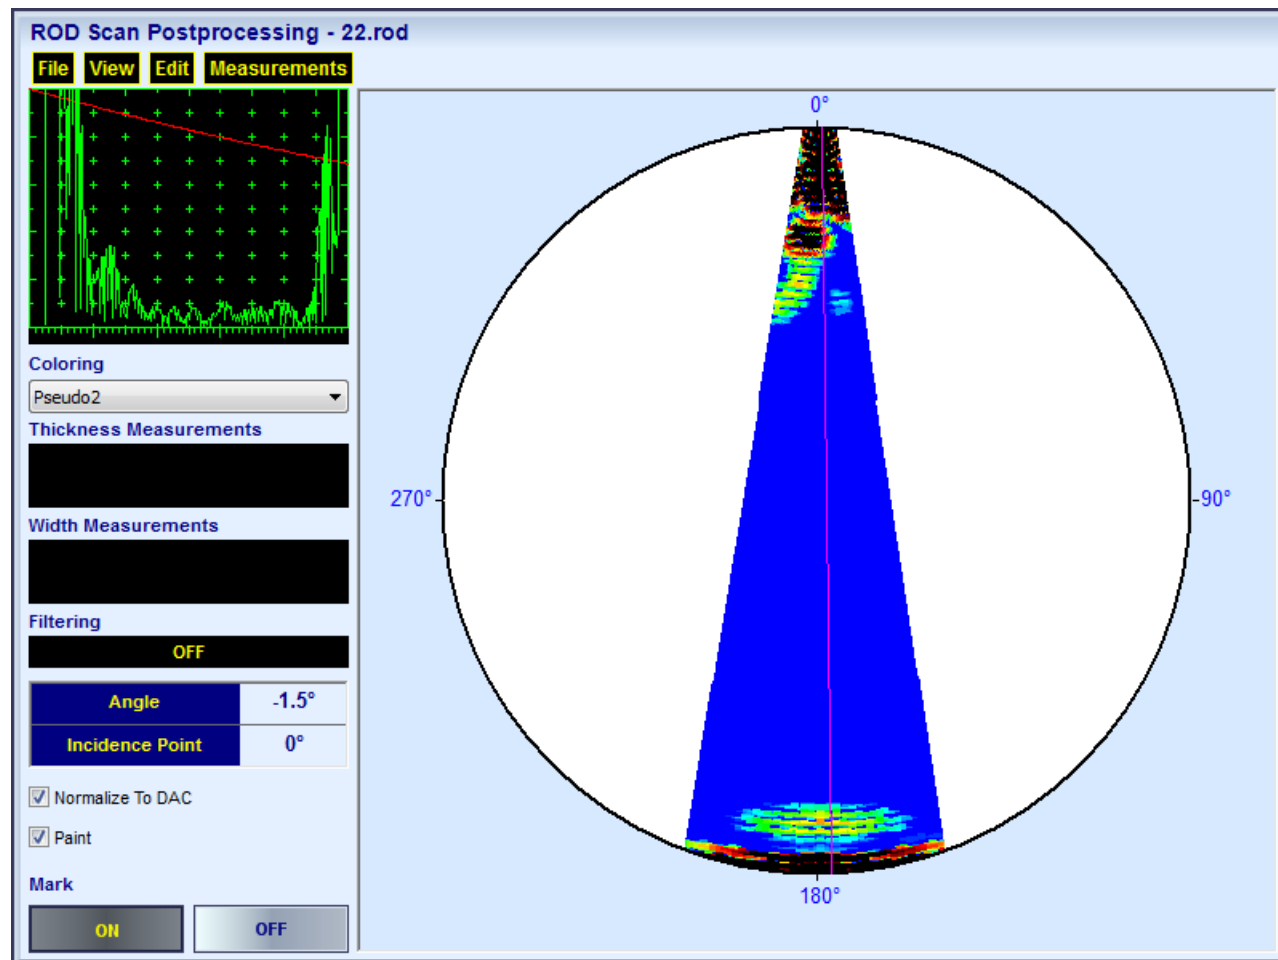 ROD Scan Postprocessing - 22.rod
File View Edit Measurements
Coloring
Pseudo2
Thickness Measurements
Width Measurements
Filtering
OFF
Angle -1.5°
Incidence Point 0°
Normalize To DAC
Paint
Mark
ON OFF
0°
270° 90°
180°